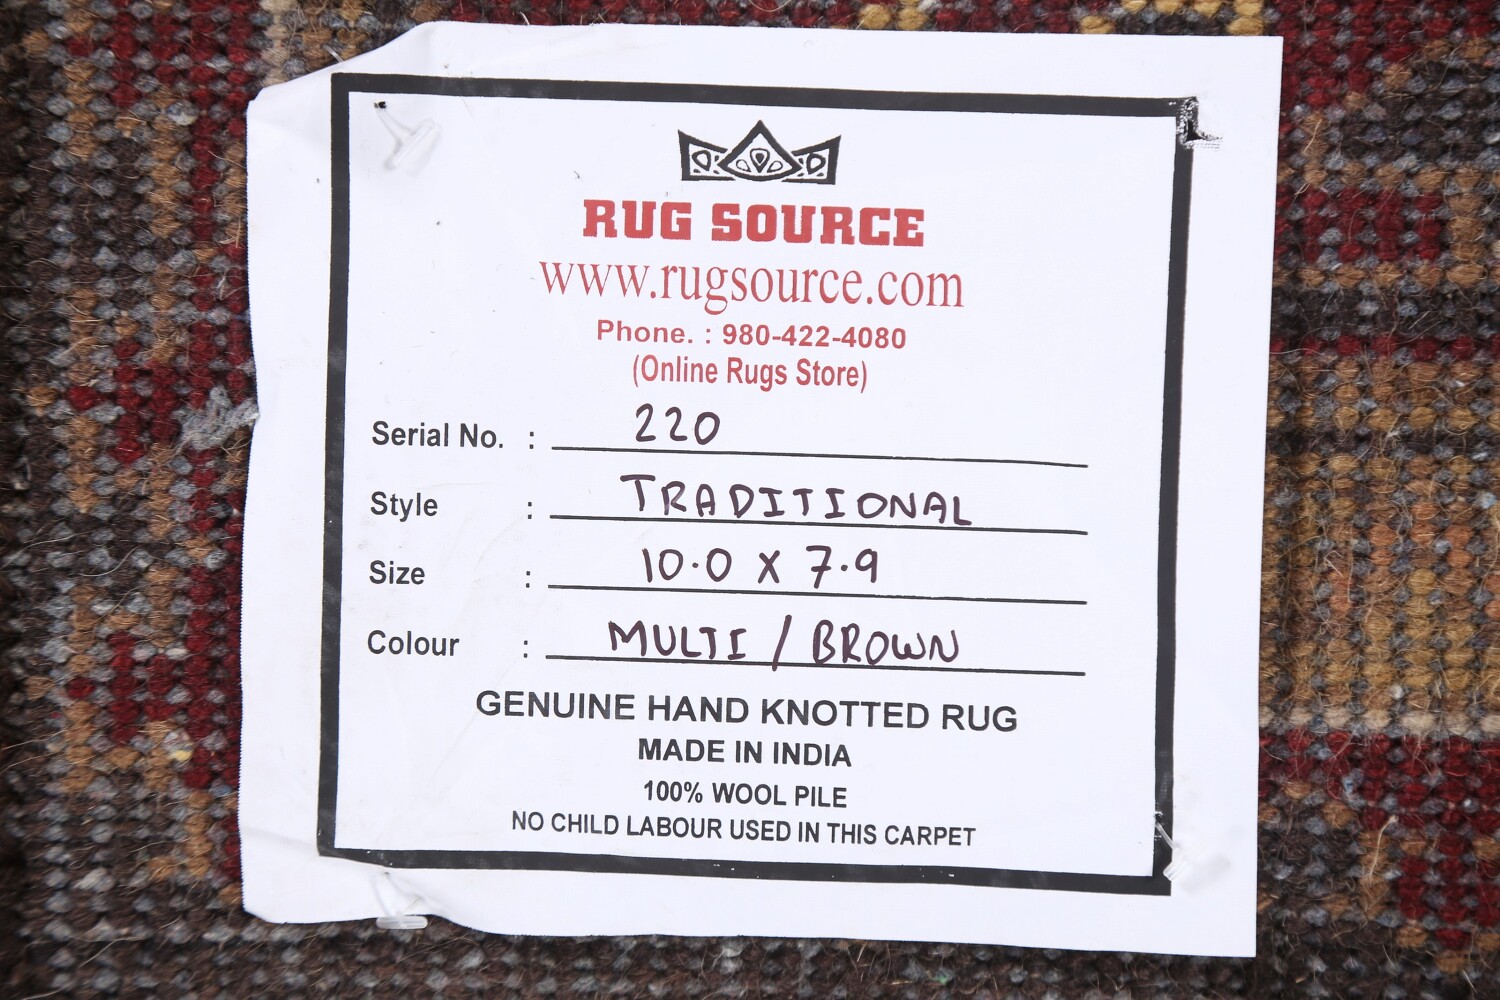 RUG SOURCE
www.rugsource.com
Phone. : 980-422-4080
(Online Rugs Store)
Serial No. : 220
Style : TRADITIONAL
Size : 10.0 X 7.9
Colour : MULTI / BROWN
GENUINE HAND KNOTTED RUG
MADE IN INDIA
100% WOOL PILE
NO CHILD LABOUR USED IN THIS CARPET